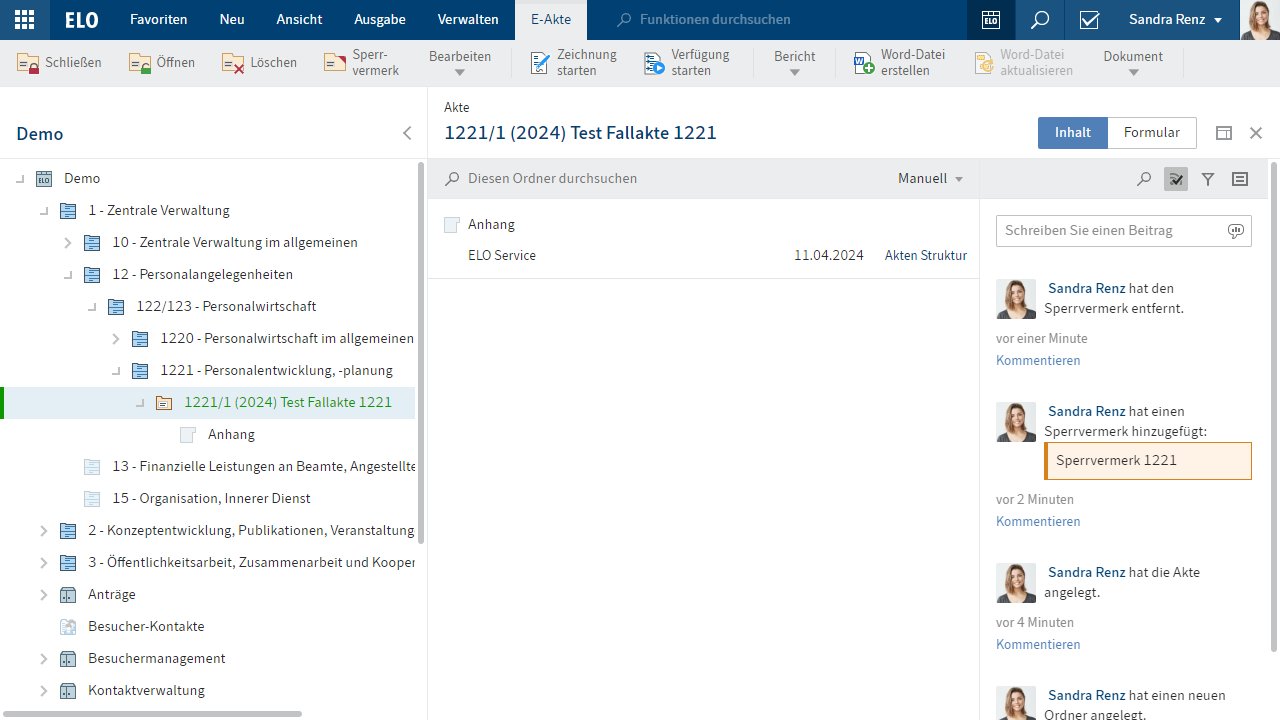 ELO Favoriten Neu Ansicht Ausgabe Verwalten E-Akte Funktionen durchsuchen ELO Sandra Renz
Schließen Öffnen Löschen Sperr-
vermerk Bearbeiten Zeichnung
starten Verfügung
starten Bericht Word-Datei
erstellen Word-Datei
aktualisieren Dokument
Demo
Demo
1 - Zentrale Verwaltung
10 - Zentrale Verwaltung im allgemeinen
12 - Personalangelegenheiten
122/123 - Personalwirtschaft
1220 - Personalwirtschaft im allgemeinen
1221 - Personalentwicklung, -planung
1221/1 (2024) Test Fallakte 1221
Anhang
13 - Finanzielle Leistungen an Beamte, Angestellte
15 - Organisation, Innerer Dienst
2 - Konzeptentwicklung, Publikationen, Veranstaltunge
3 - Öffentlichkeitsarbeit, Zusammenarbeit und Kooper
Anträge
Besucher-Kontakte
Besuchermanagement
Kontaktverwaltung
Akte
1221/1 (2024) Test Fallakte 1221
Inhalt Formular
Diesen Ordner durchsuchen Manuell
Anhang
ELO Service 11.04.2024 Akten Struktur
Schreiben Sie einen Beitrag
Sandra Renz hat den
Sperrvermerk entfernt.
vor einer Minute
Kommentieren
Sandra Renz hat einen
Sperrvermerk hinzugefügt:
Sperrvermerk 1221
vor 2 Minuten
Kommentieren
Sandra Renz hat die Akte
angelegt.
vor 4 Minuten
Kommentieren
Sandra Renz hat einen neuen
Ordner angelegt.